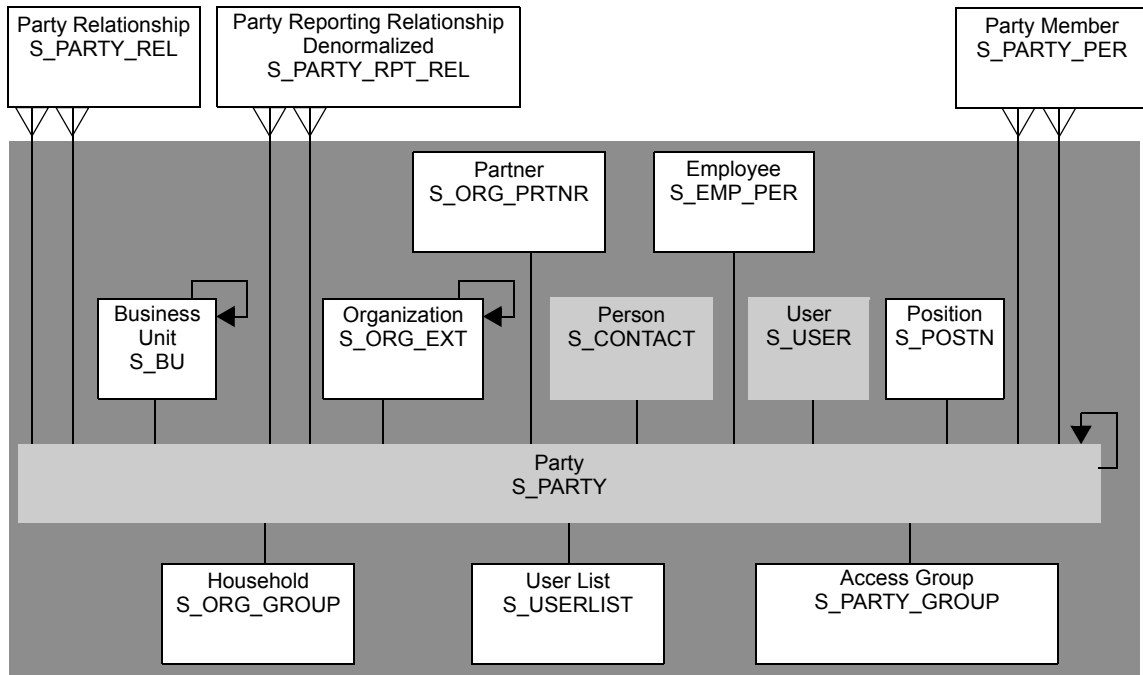 Party Relationship
S_PARTY_REL
Party Reporting Relationship
Denormalized
S_PARTY_RPT_REL
Party Member
S_PARTY_PER
Partner
S_ORG_PRTNR
Employee
S_EMP_PER
Business
Unit
S_BU
Organization
S_ORG_EXT
Person
S_CONTACT
User
S_USER
Position
S_POSTN
Party
S_PARTY
Household
S_ORG_GROUP
User List
S_USERLIST
Access Group
S_PARTY_GROUP